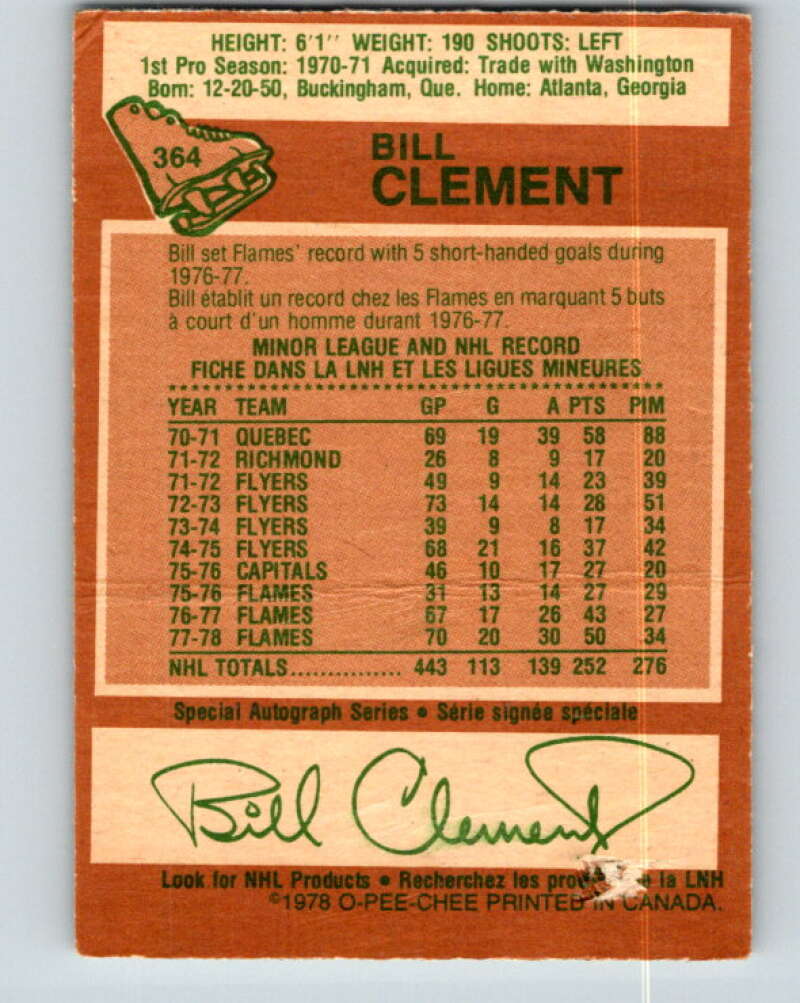 HEIGHT: 6'1'' WEIGHT: 190 SHOOTS: LEFT
1st Pro Season: 1970-71 Acquired: Trade with Washington
Born: 12-20-50, Buckingham, Que. Home: Atlanta, Georgia
364
BILL
CLEMENT
Bill set Flames' record with 5 short-handed goals during
1976-77.
Bill établit un record chez les Flames en marquant 5 buts
à court d'un homme durant 1976-77.
MINOR LEAGUE AND NHL RECORD
FICHE DANS LA LNH ET LES LIGUES MINEURES
YEAR TEAM GP G A PTS PIM
70-71 QUEBEC 69 19 39 58 88
71-72 RICHMOND 26 8 9 17 20
71-72 FLYERS 49 9 14 23 39
72-73 FLYERS 73 14 14 28 51
73-74 FLYERS 39 9 8 17 34
74-75 FLYERS 68 21 16 37 42
75-76 CAPITALS 46 10 17 27 20
75-76 FLAMES 31 13 14 27 29
76-77 FLAMES 67 17 26 43 27
77-78 FLAMES 70 20 30 50 34
NHL TOTALS............... 443 113 139 252 276
Special Autograph Series • Série signée spéciale
Bill Clement
Look for NHL Products • Recherchez les la LNH
©1978 O-PEE-CHEE PRINTED IN CANADA.